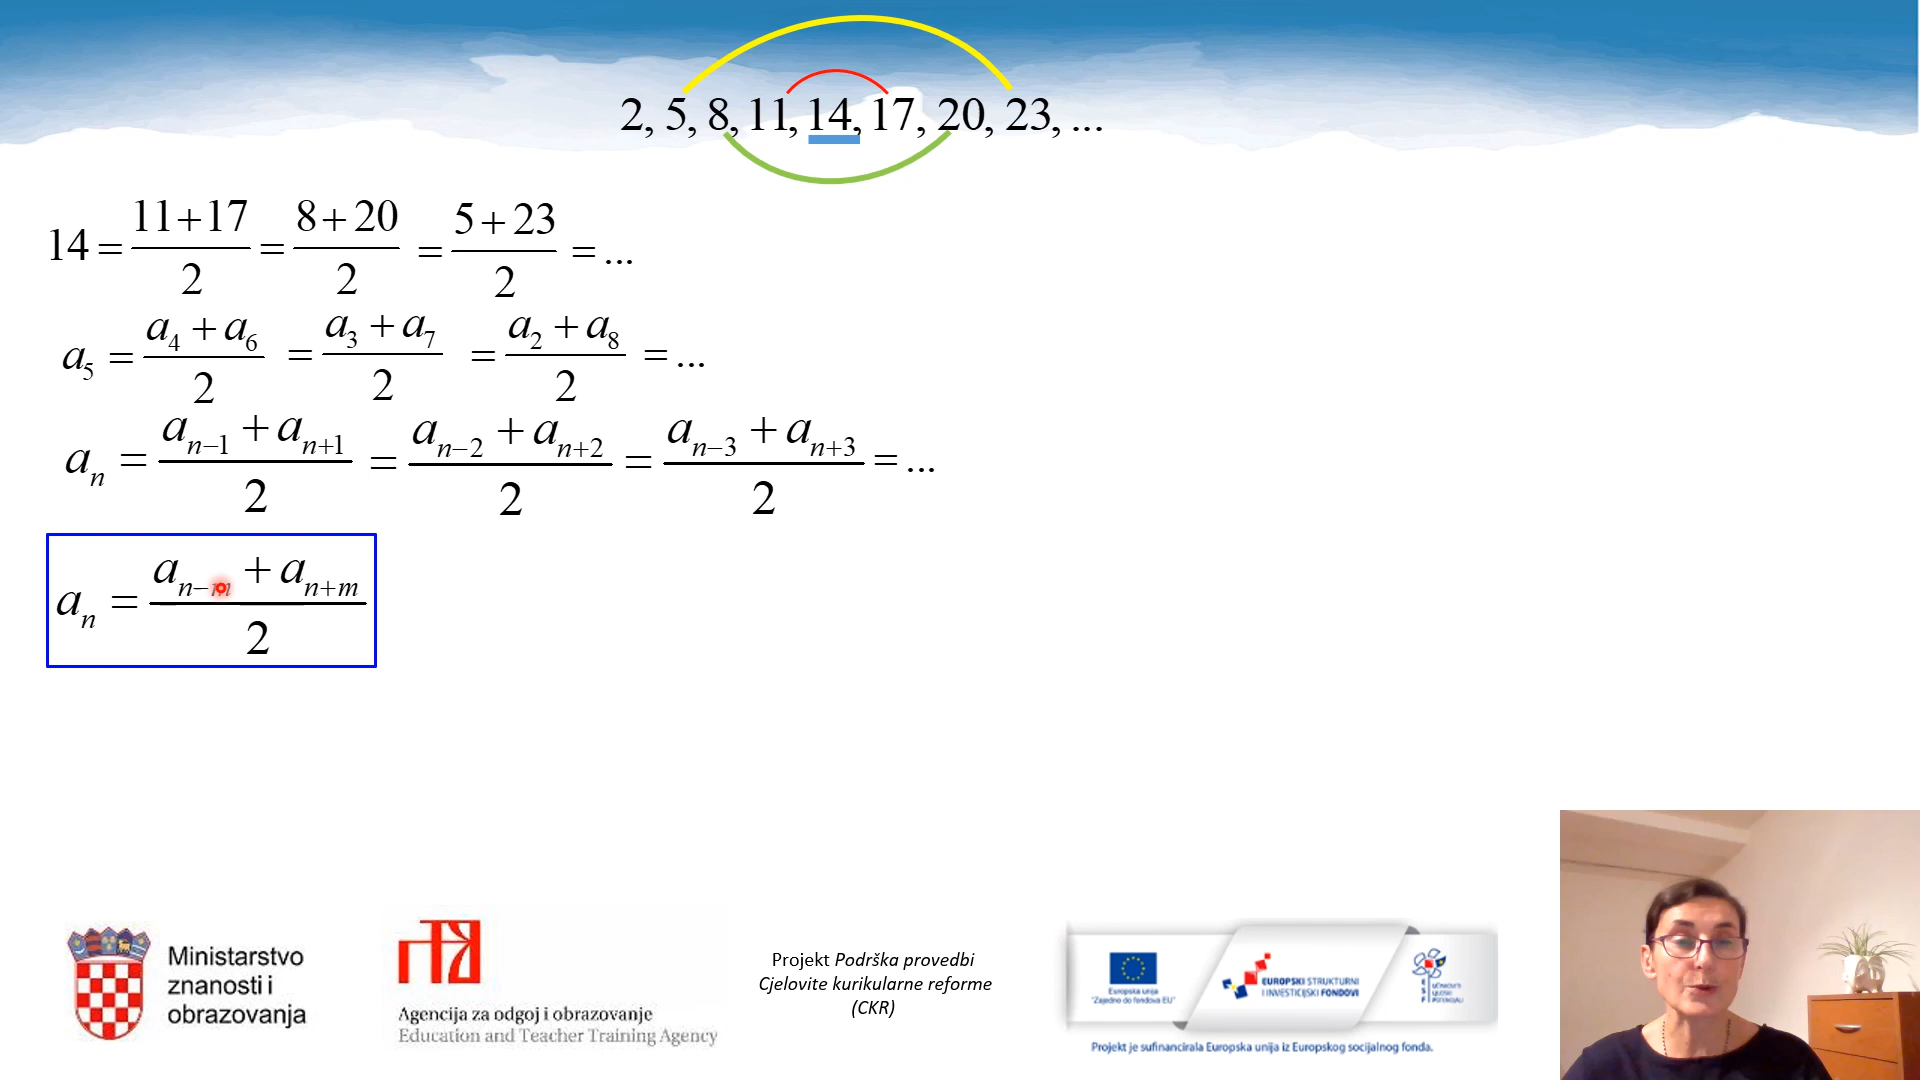 2, 5, 8, 11, 14, 17, 20, 23, ...
14 = (11+17)/2 = (8+20)/2 = (5+23)/2 = ...
a₅ = (a₄ + a₆)/2 = (a₃ + a₇)/2 = (a₂ + a₈)/2 = ...
aₙ = (aₙ₋₁ + aₙ₊₁)/2 = (aₙ₋₂ + aₙ₊₂)/2 = (aₙ₋₃ + aₙ₊₃)/2 = ...
aₙ = (aₙ₋ₘ + aₙ₊ₘ)/2
Ministarstvo
znanosti i
obrazovanja
Agencija za odgoj i obrazovanje
Education and Teacher Training Agency
Projekt Podrška provedbi
Cjelovite kurikularne reforme
(CKR)
Europska unija
"Zajedno do fondova EU"
EUROPSKI STRUKTURNI
I INVESTICIJSKI FONDOVI
Projekt je sufinancirala Europska unija iz Europskog socijalnog fonda.